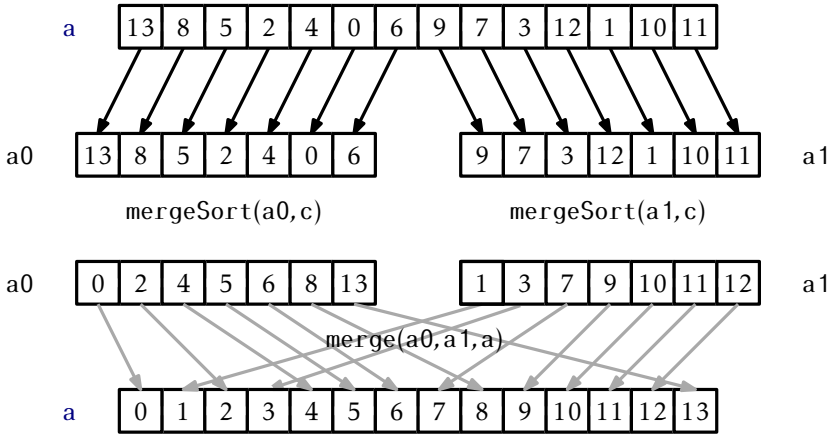 a 13 8 5 2 4 0 6 9 7 3 12 1 10 11
a0 13 8 5 2 4 0 6 9 7 3 12 1 10 11 a1
mergeSort(a0,c) mergeSort(a1,c)
a0 0 2 4 5 6 8 13 1 3 7 9 10 11 12 a1
merge(a0,a1,a)
a 0 1 2 3 4 5 6 7 8 9 10 11 12 13